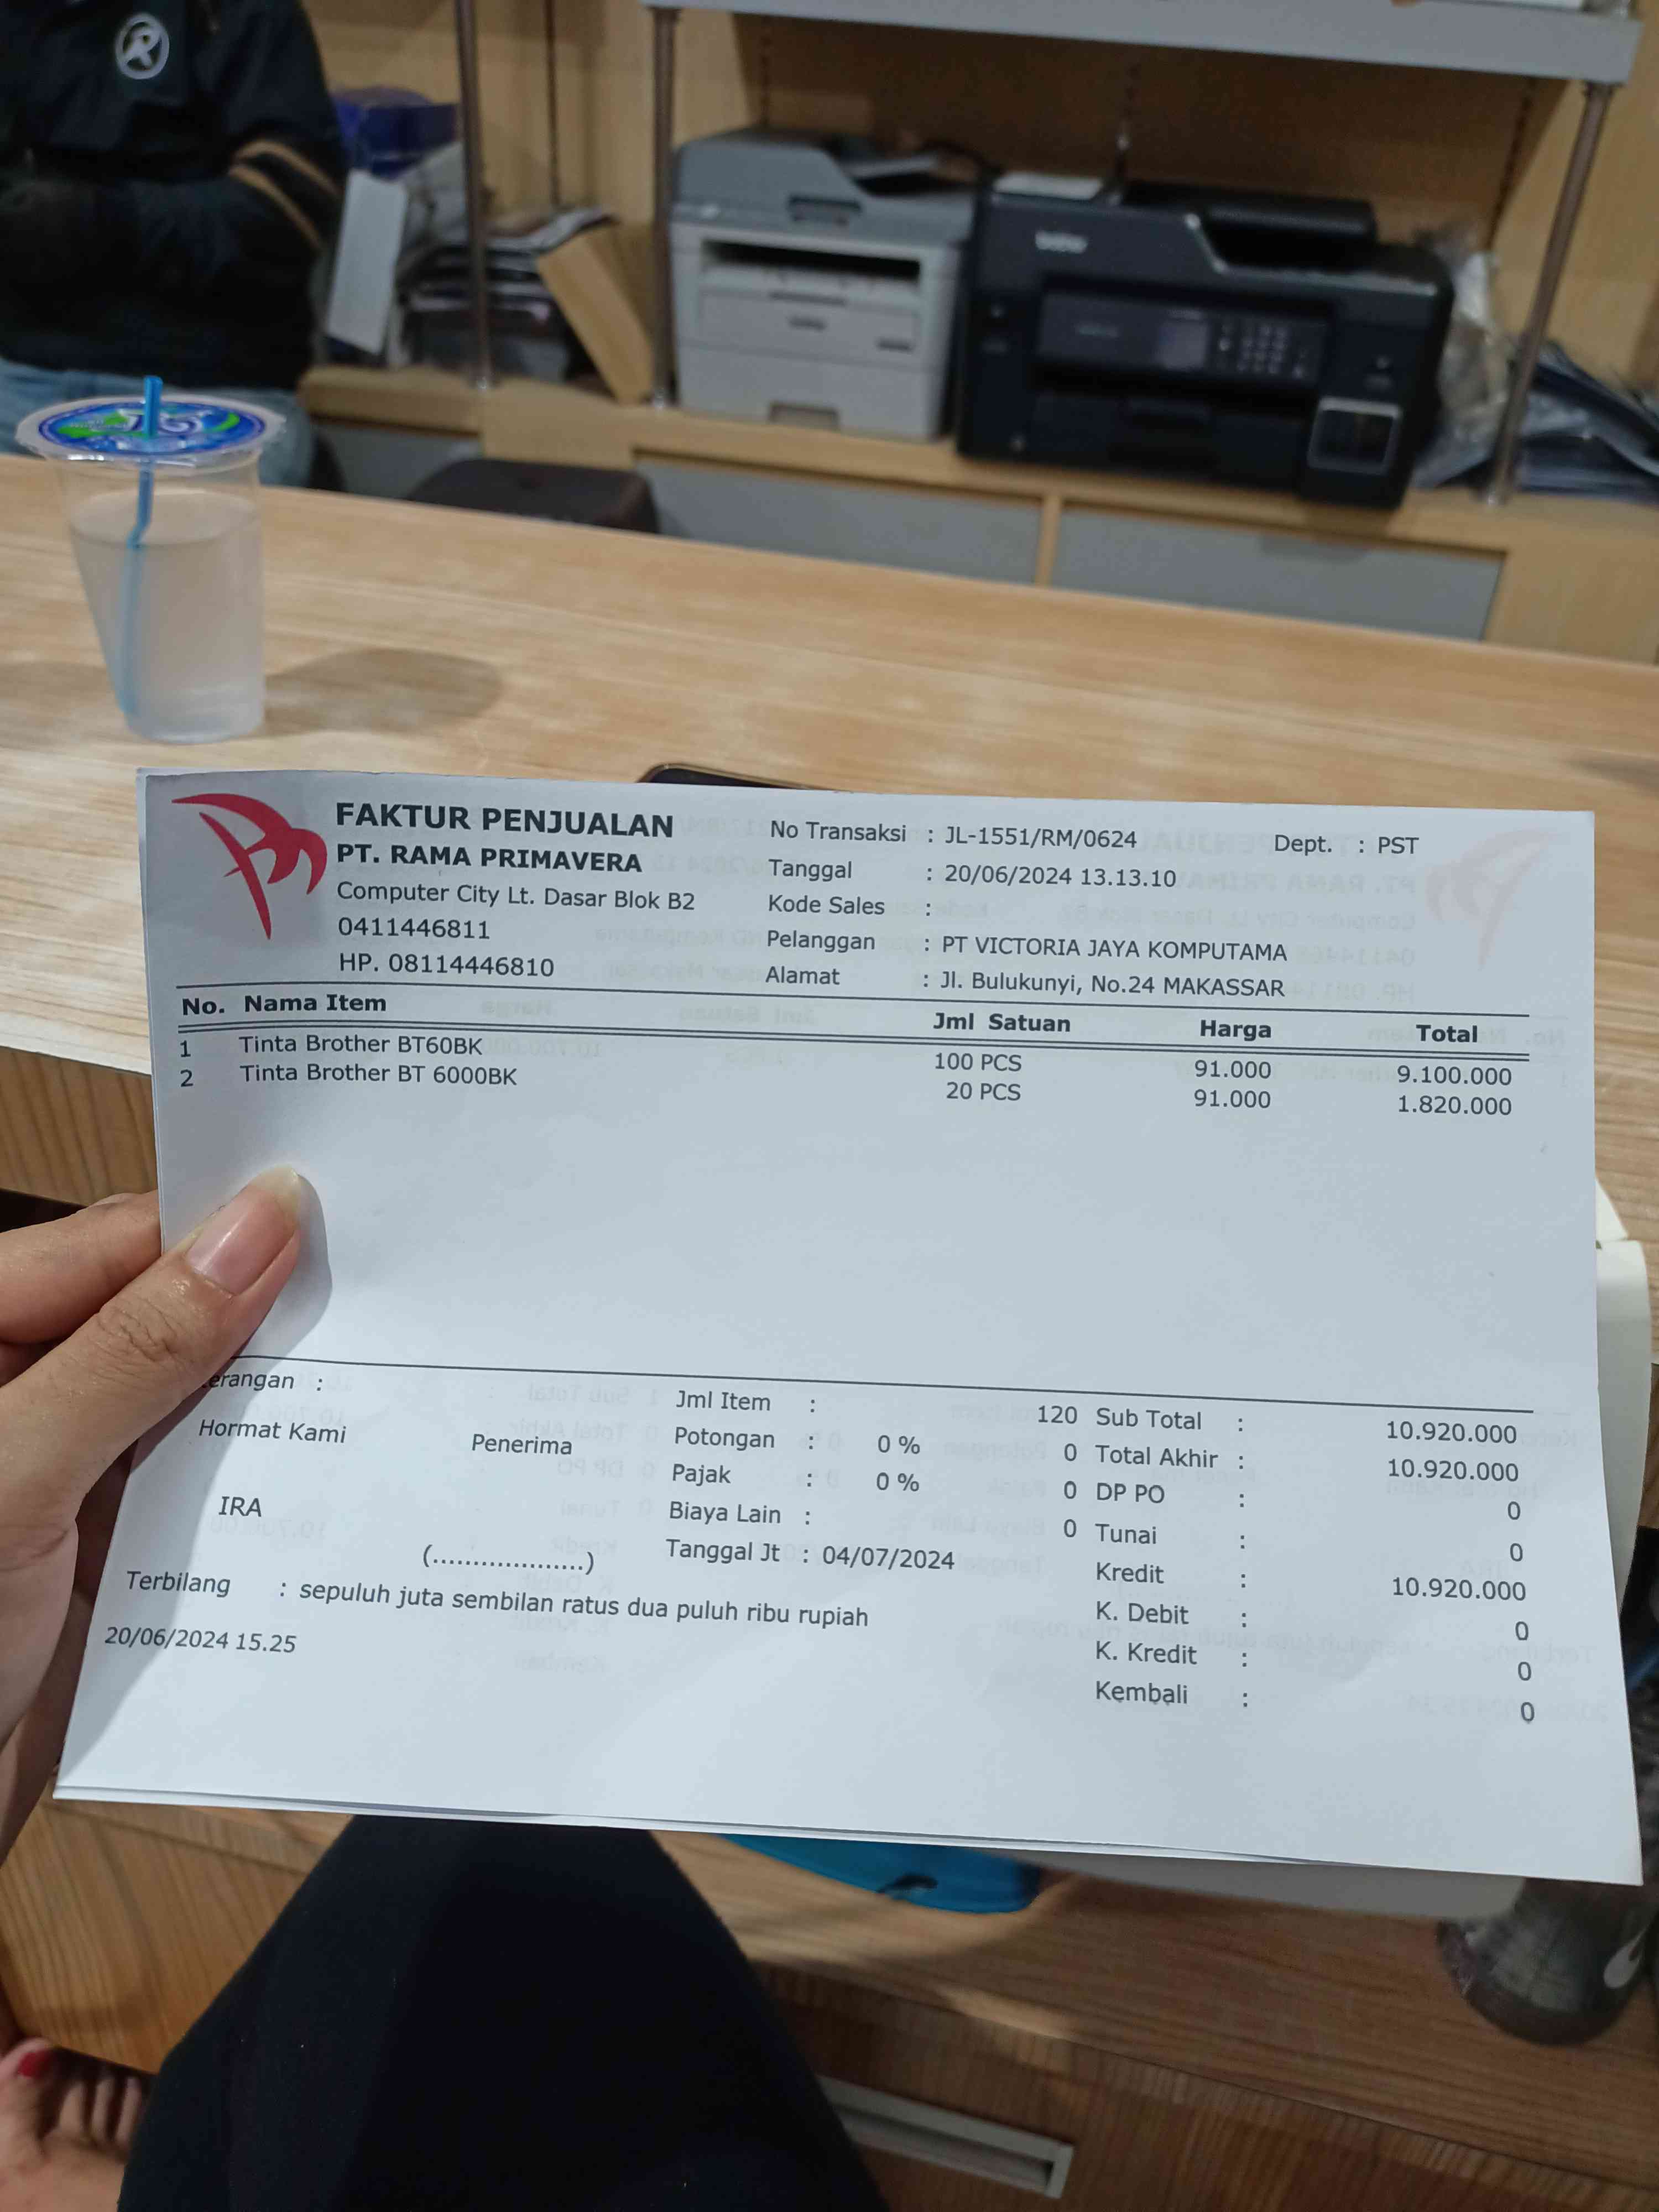 FAKTUR PENJUALAN
PT. RAMA PRIMAVERA
Computer City Lt. Dasar Blok B2
0411446811
HP. 08114446810
No Transaksi : JL-1551/RM/0624 Dept. : PST
Tanggal : 20/06/2024 13.13.10
Kode Sales :
Pelanggan : PT VICTORIA JAYA KOMPUTAMA
Alamat : Jl. Bulukunyi, No.24 MAKASSAR
No. Nama Item Jml Satuan Harga Total
1 Tinta Brother BT60BK 100 PCS 91.000 9.100.000
2 Tinta Brother BT 6000BK 20 PCS 91.000 1.820.000
erangan :
Hormat Kami Penerima
IRA
(...................)
Jml Item : 120
Potongan : 0 % 0
Pajak : 0 % 0
Biaya Lain : 0
Tanggal Jt : 04/07/2024
Sub Total : 10.920.000
Total Akhir : 10.920.000
DP PO : 0
Tunai : 0
Kredit : 10.920.000
K. Debit : 0
K. Kredit : 0
Kembali : 0
Terbilang : sepuluh juta sembilan ratus dua puluh ribu rupiah
20/06/2024 15.25
brother